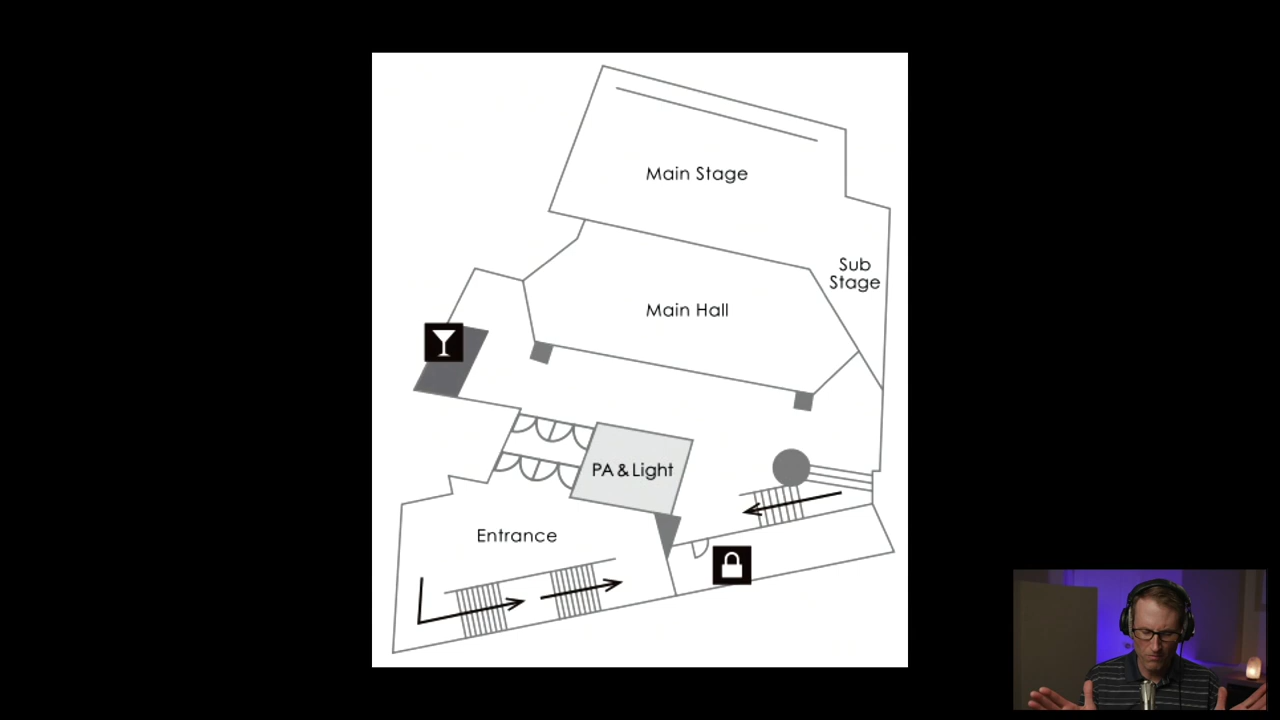 Main Stage
Sub
Stage
Main Hall
PA & Light
Entrance